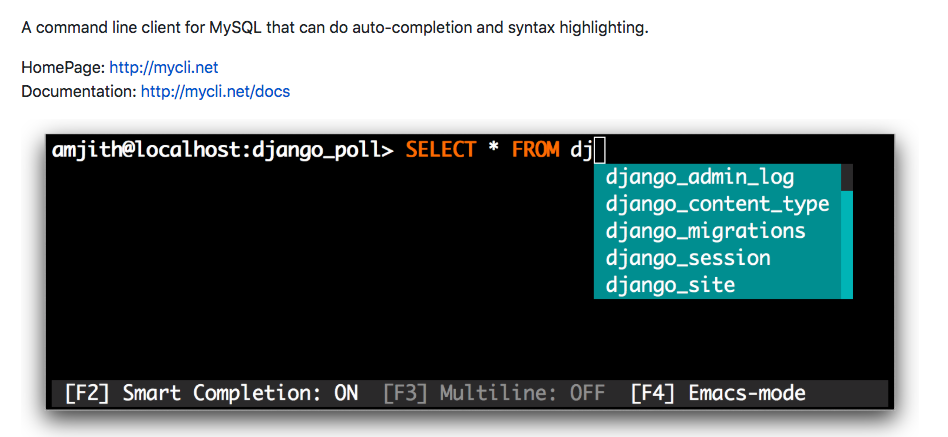 A command line client for MySQL that can do auto-completion and syntax highlighting.
HomePage: http://mycli.net
Documentation: http://mycli.net/docs
amjith@localhost:django_poll> SELECT * FROM dj
django_admin_log
django_content_type
django_migrations
django_session
django_site
[F2] Smart Completion: ON [F3] Multiline: OFF [F4] Emacs-mode